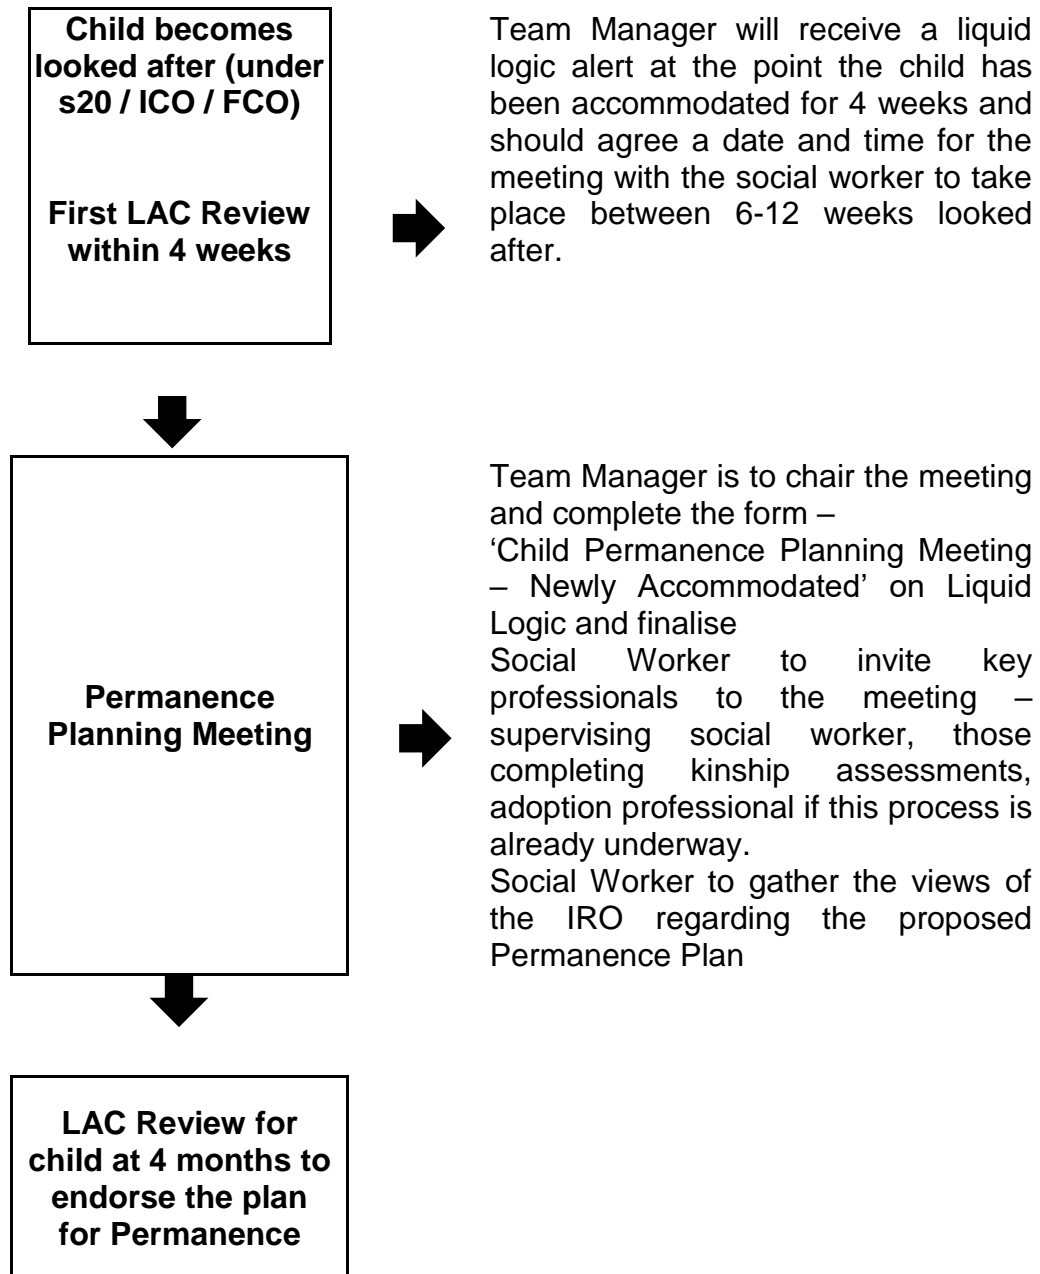 Child becomes
looked after (under
s20 / ICO / FCO)
First LAC Review
within 4 weeks
Team Manager will receive a liquid
logic alert at the point the child has
been accommodated for 4 weeks and
should agree a date and time for the
meeting with the social worker to take
place between 6-12 weeks looked
after.
Permanence
Planning Meeting
Team Manager is to chair the meeting
and complete the form –
‘Child Permanence Planning Meeting
– Newly Accommodated’ on Liquid
Logic and finalise
Social Worker to invite key
professionals to the meeting –
supervising social worker, those
completing kinship assessments,
adoption professional if this process is
already underway.
Social Worker to gather the views of
the IRO regarding the proposed
Permanence Plan
LAC Review for
child at 4 months to
endorse the plan
for Permanence